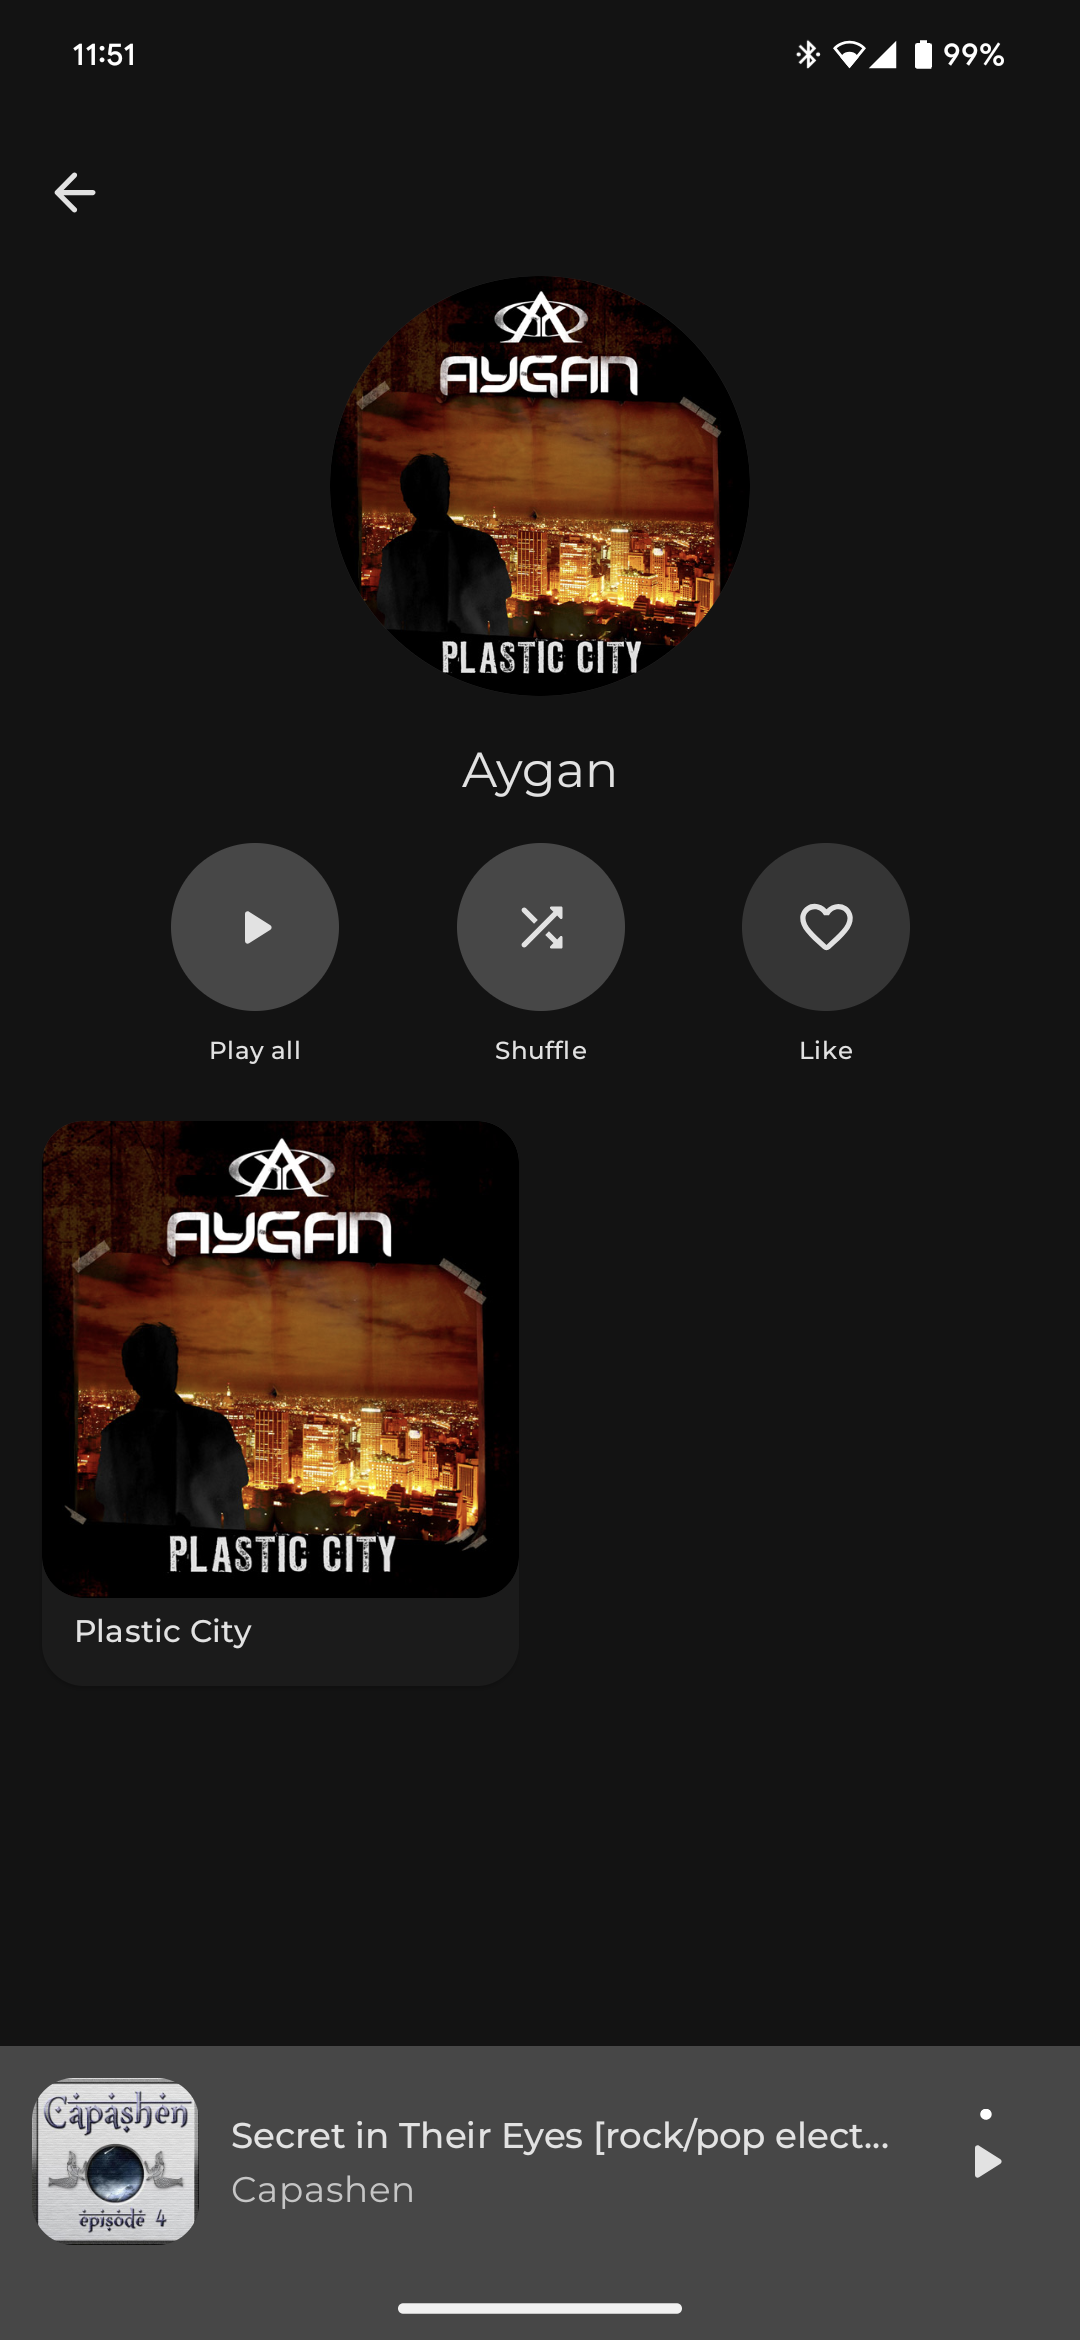 11:51
99%
AYGAN
PLASTIC CITY
Aygan
Play all
Shuffle
Like
AYGAN
PLASTIC CITY
Plastic City
Capashen
episode 4
Secret in Their Eyes [rock/pop elect...
Capashen